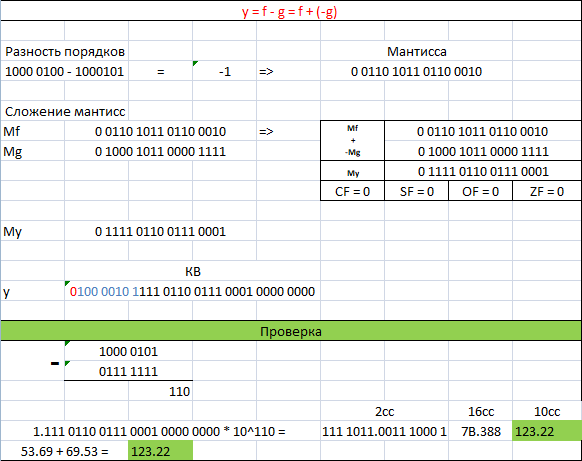 y = f - g = f + (-g)
Разность порядков Мантисса
1000 0100 - 1000101 = -1 => 0 0110 1011 0110 0010
Сложение мантисс
Mf 0 0110 1011 0110 0010 => Mf 0 0110 1011 0110 0010
+
Mg 0 1000 1011 0000 1111 -Mg 0 1000 1011 0000 1111
My 0 1111 0110 0111 0001
CF = 0 SF = 0 OF = 0 ZF = 0
My 0 1111 0110 0111 0001
КВ
y 0100 0010 1111 0110 0111 0001 0000 0000
Проверка
1000 0101
-
0111 1111
110
2сс 16сс 10сс
1.111 0110 0111 0001 0000 0000 * 10^110 = 111 1011.0011 1000 1 7B.388 123.22
53.69 + 69.53 = 123.22